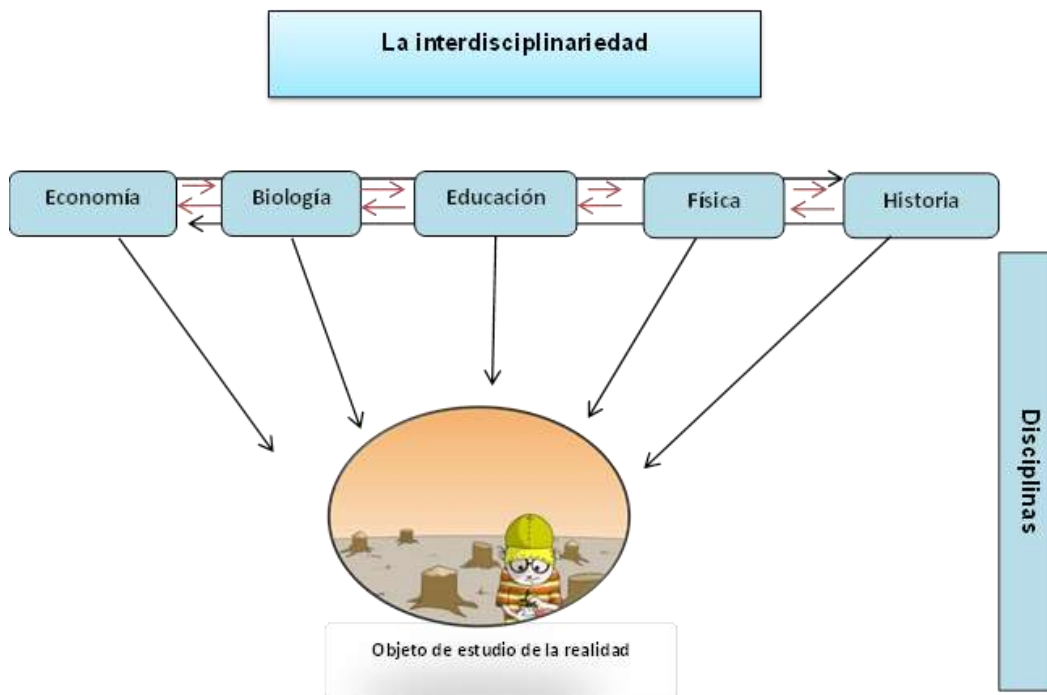 La interdisciplinariedad
Economía
Biología
Educación
Física
Historia
Disciplinas
Objeto de estudio de la realidad